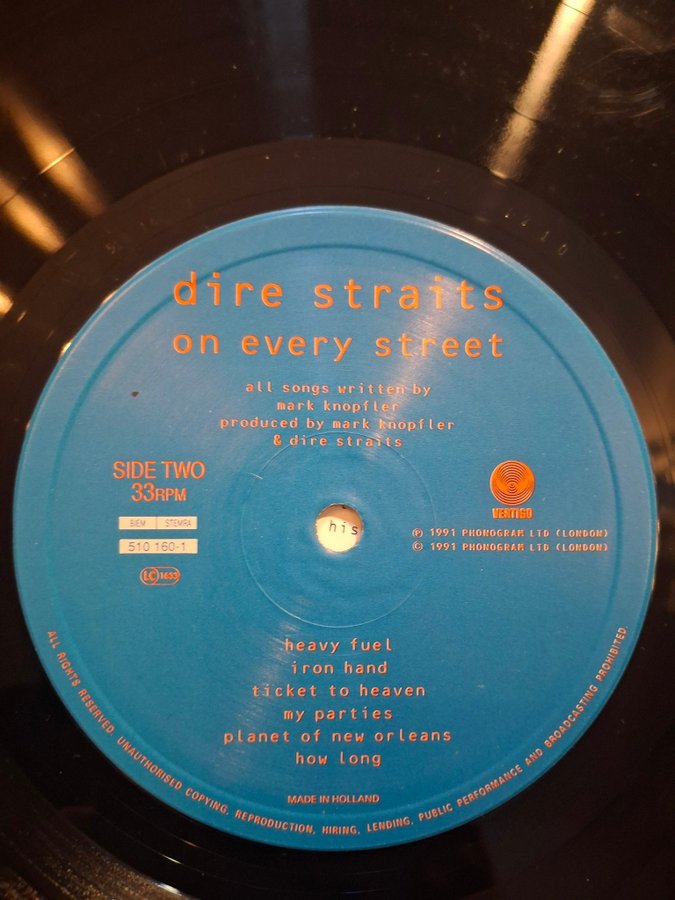 dire straits
on every street
all songs written by
mark knopfler
produced by mark knopfler
& dire straits
SIDE TWO
33RPM
BIEM STEMRA
510 160-1
LC 1633
VERTIGO
℗ 1991 PHONOGRAM LTD (LONDON)
© 1991 PHONOGRAM LTD (LONDON)
his
heavy fuel
iron hand
ticket to heaven
my parties
planet of new orleans
how long
MADE IN HOLLAND
ALL RIGHTS RESERVED. UNAUTHORISED COPYING, REPRODUCTION, HIRING, LENDING, PUBLIC PERFORMANCE AND BROADCASTING PROHIBITED.